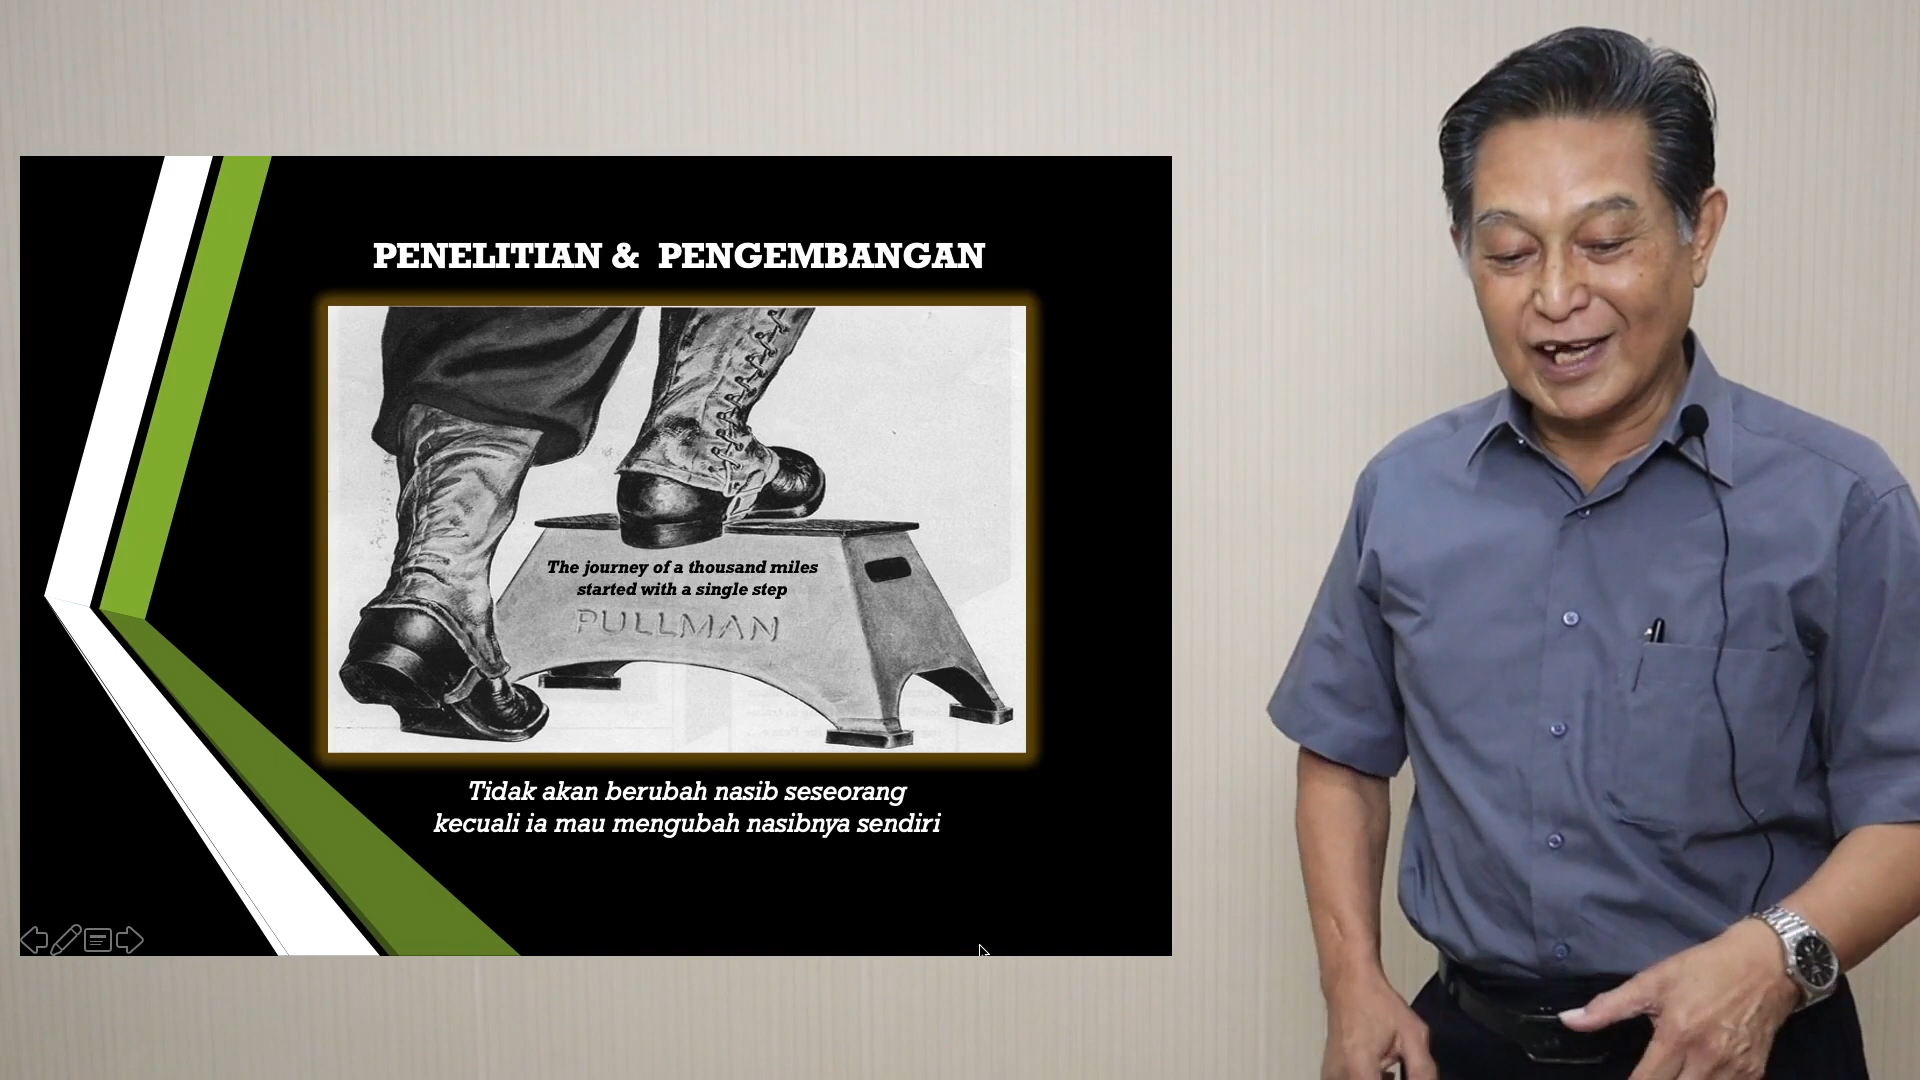 PENELITIAN & PENGEMBANGAN
The journey of a thousand miles
started with a single step
PULLMAN
Tidak akan berubah nasib seseorang
kecuali ia mau mengubah nasibnya sendiri